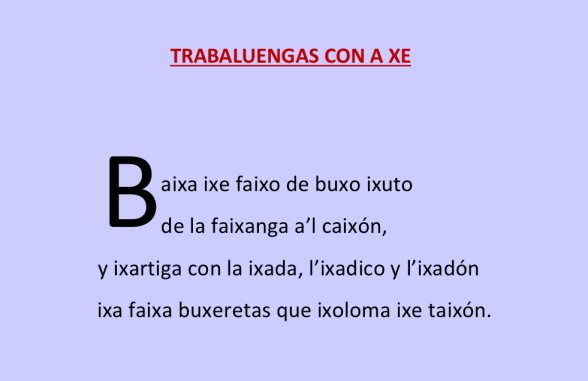 TRABALUENGAS CON A XE
Baixa ixe faixo de buxo ixuto
de la faixanga a’l caixón,
y ixartiga con la ixada, l’ixadico y l’ixadón
ixa faixa buxeretas que ixoloma ixe taixón.